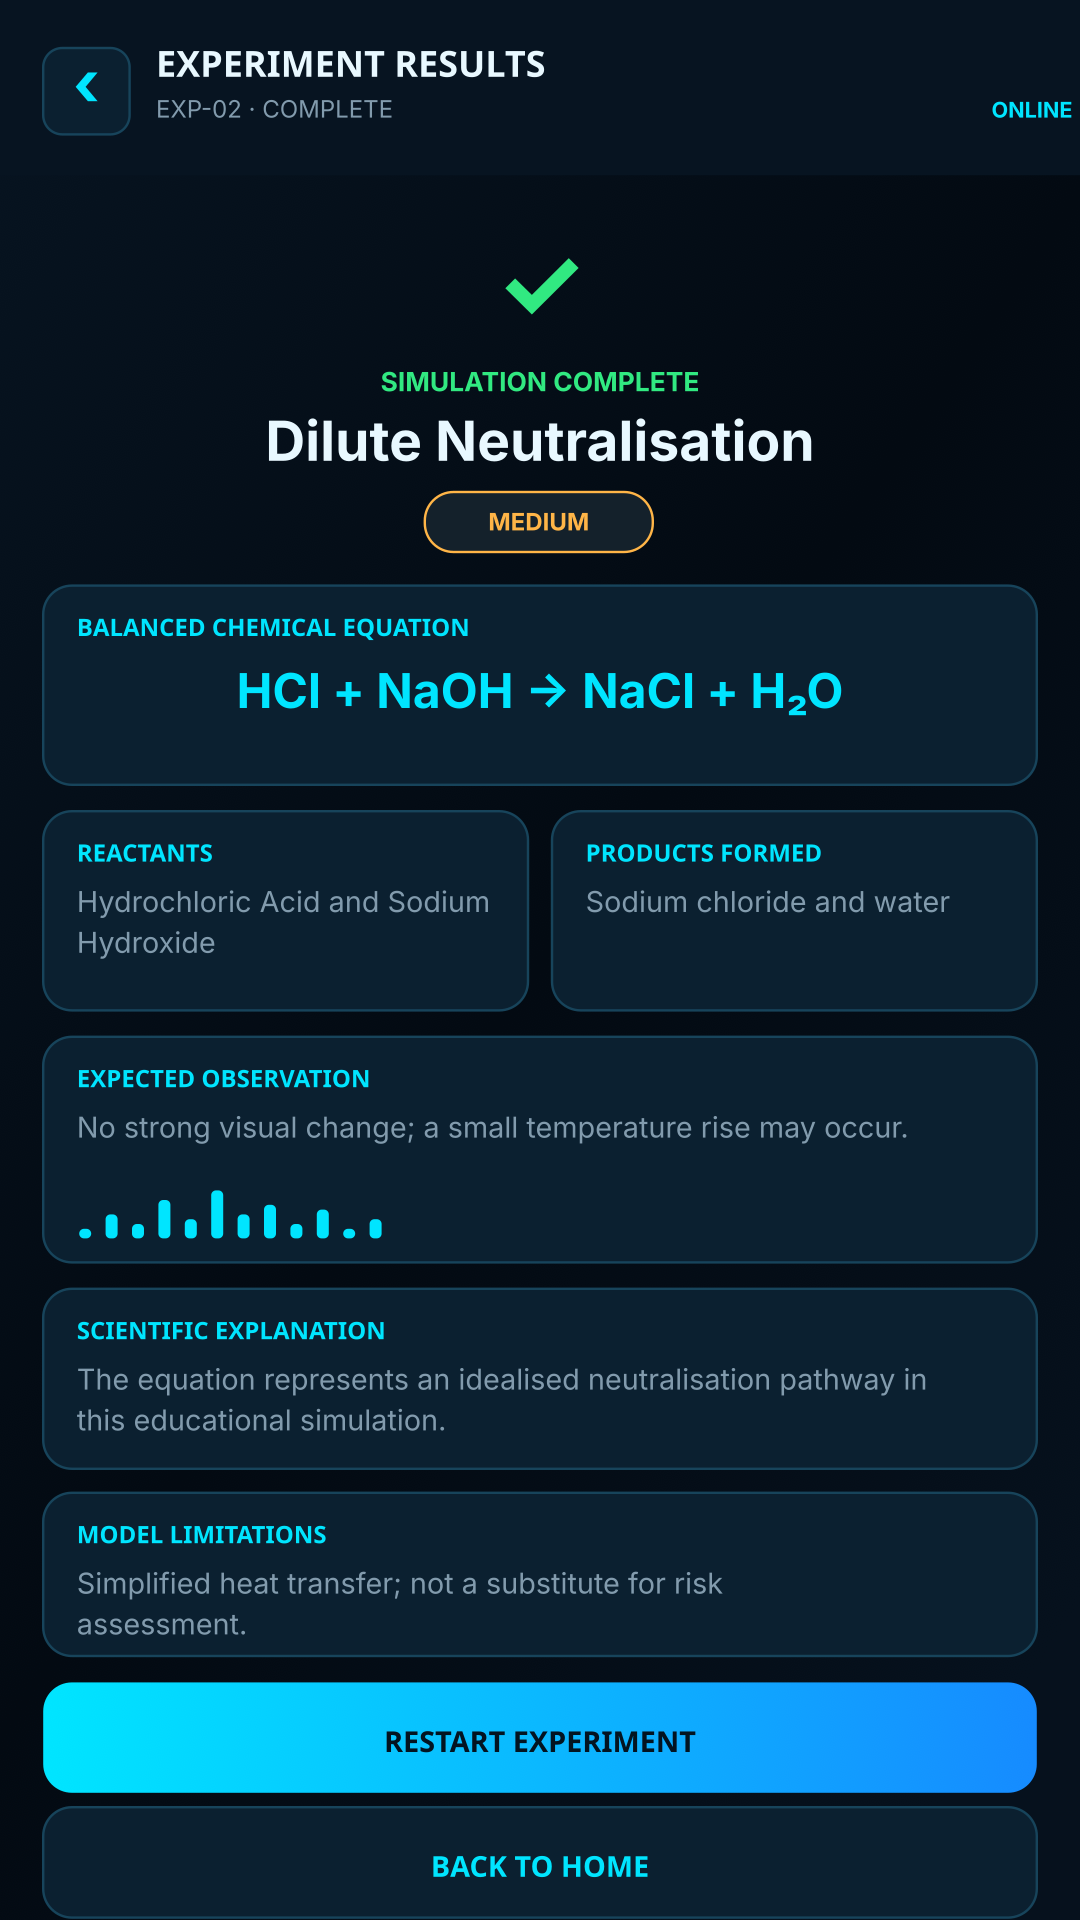 EXPERIMENT RESULTS
EXP-02 · COMPLETE
ONLINE
SIMULATION COMPLETE
Dilute Neutralisation
MEDIUM
BALANCED CHEMICAL EQUATION
HCl + NaOH → NaCl + H₂O
REACTANTS
Hydrochloric Acid and Sodium
Hydroxide
PRODUCTS FORMED
Sodium chloride and water
EXPECTED OBSERVATION
No strong visual change; a small temperature rise may occur.
SCIENTIFIC EXPLANATION
The equation represents an idealised neutralisation pathway in
this educational simulation.
MODEL LIMITATIONS
Simplified heat transfer; not a substitute for risk
assessment.
RESTART EXPERIMENT
BACK TO HOME